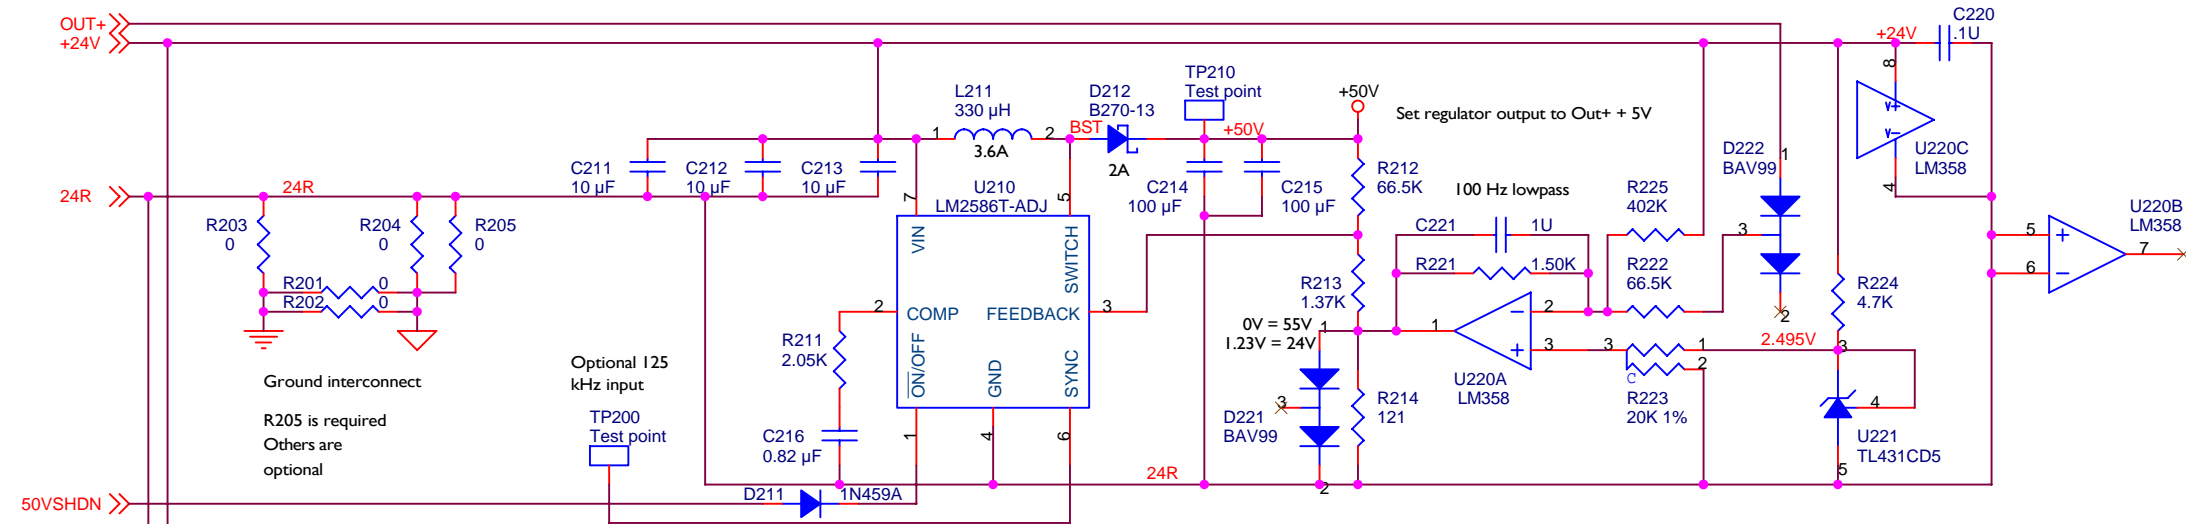 OUT+
+24V
C220
.1U
+24V
8
TP210
Test point
L211
330 µH
D212
B270-13
+50V
Set regulator output to Out+ + 5V
1
2
BST
+50V
3.6A
2A
D222
BAV99
1
V+
V-
U220C
LM358
4
C211
10 µF
C212
10 µF
C213
10 µF
7
U210
LM2586T-ADJ
5
C214
100 µF
C215
100 µF
R212
66.5K
100 Hz lowpass
R225
402K
24R
24R
R203
0
R204
0
R205
0
C221
1U
3
5
6
+
-
U220B
LM358
7
VIN
SWITCH
R221
1.50K
R222
66.5K
R201
0
R202
0
R213
1.37K
R224
4.7K
2
COMP
FEEDBACK
3
2
2
0V = 55V
1.23V = 24V
1
1
-
+
3
3
1
2
C
2.495V
3
R211
2.05K
ON/OFF
GND
SYNC
Optional 125
kHz input
Ground interconnect
R205 is required
Others are
optional
TP200
Test point
U220A
LM358
R223
20K 1%
4
3
D221
BAV99
R214
121
U221
TL431CD5
C216
0.82 µF
1
4
6
24R
5
2
50VSHDN
D211
1N459A